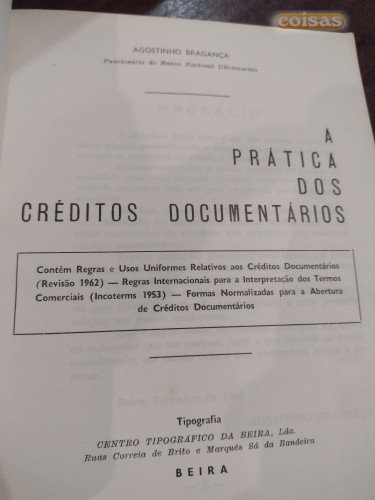 coisas
AGOSTINHO BRAGANÇA
Funcionário do Banco Nacional Ultramarino
A
PRÁTICA
DOS
CRÉDITOS DOCUMENTÁRIOS
Contém Regras e Usos Uniformes Relativos aos Créditos Documentários
(Revisão 1962) — Regras Internacionais para a Interpretação dos Termos
Comerciais (Incoterms 1953) — Formas Normalizadas para a Abertura
de Créditos Documentários
Tipografia
CENTRO TIPOGRÁFICO DA BEIRA, Lda.
Ruas Correia de Brito e Marquês Sá da Bandeira
BEIRA